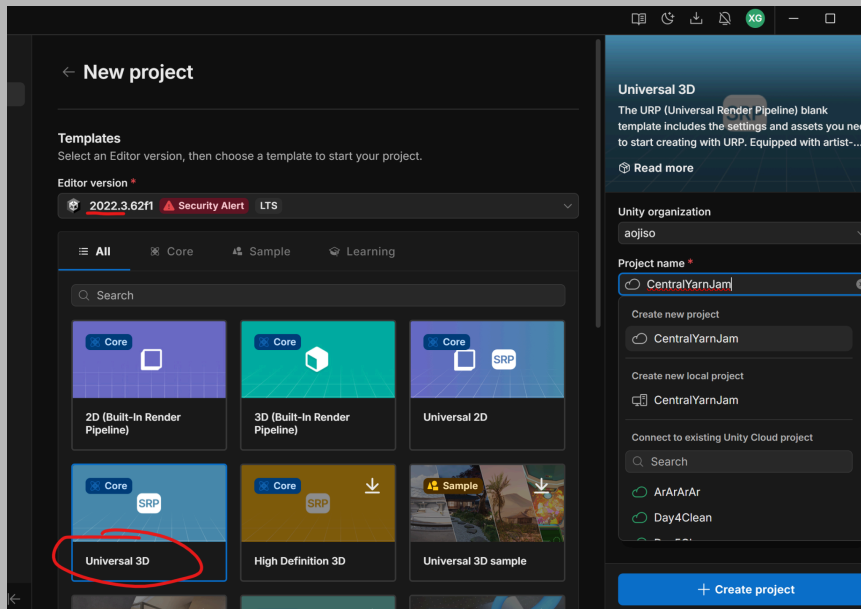 XG
New project
Templates
Select an Editor version, then choose a template to start your project.
Editor version *
2022.3.62f1 Security Alert LTS
All Core Sample Learning
Search
Core
2D (Built-In Render
Pipeline)
Core
3D (Built-In Render
Pipeline)
Core
SRP
Universal 2D
Core
SRP
Universal 3D
Core
SRP
High Definition 3D
Sample
Universal 3D sample
SRP
Universal 3D
The URP (Universal Render Pipeline) blank
template includes the settings and assets you nee
to start creating with URP. Equipped with artist-...
Read more
Unity organization
aojiso
Project name *
CentralYarnJam
Create new project
CentralYarnJam
Create new local project
CentralYarnJam
Connect to existing Unity Cloud project
Search
ArArArAr
Day4Clean
+ Create project